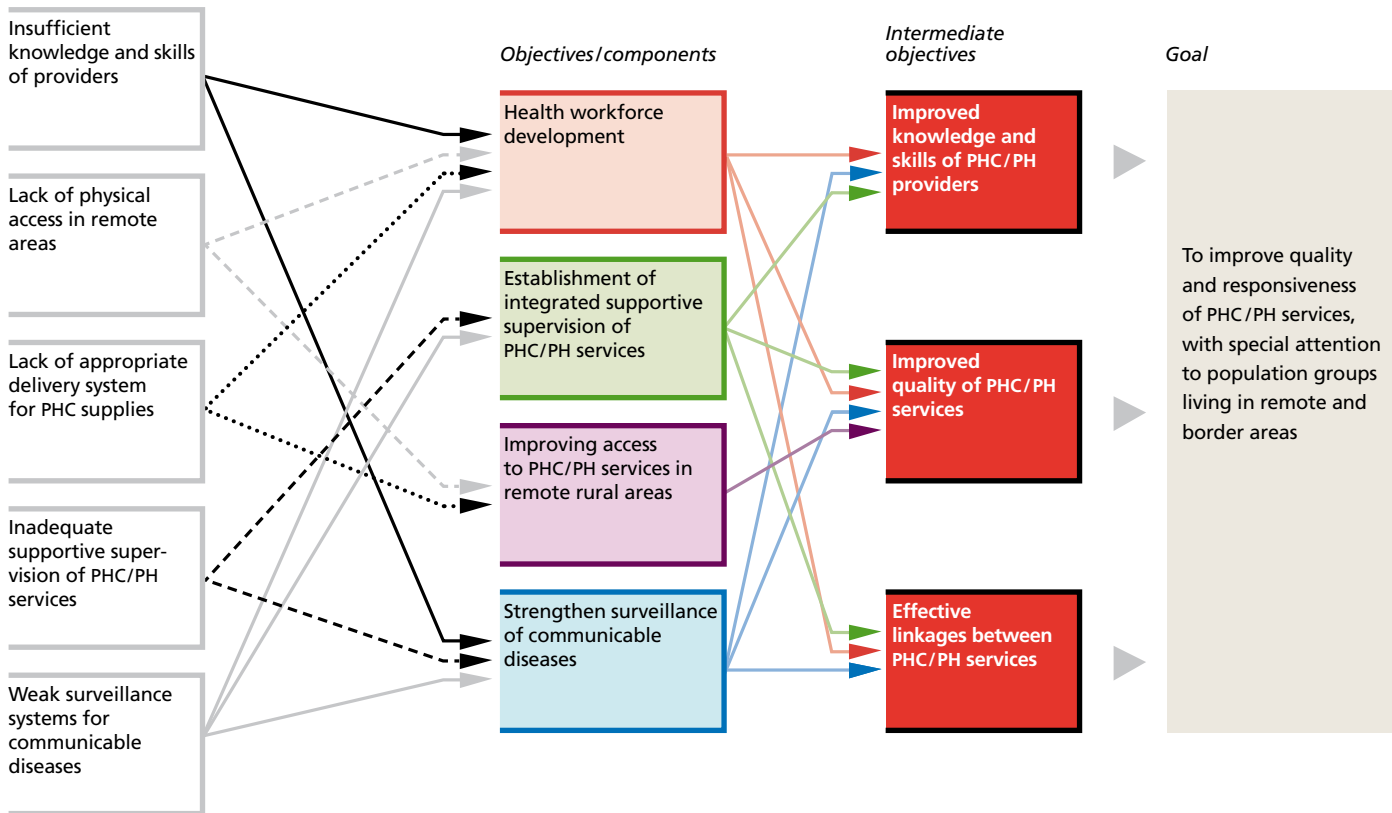 Insufficient
knowledge and skills
of providers
Lack of physical
access in remote
areas
Lack of appropriate
delivery system
for PHC supplies
Inadequate
supportive super-
vision of PHC/PH
services
Weak surveillance
systems for
communicable
diseases
Objectives/components
Health workforce
development
Establishment of
integrated supportive
supervision of
PHC/PH services
Improving access
to PHC/PH services in
remote rural areas
Strengthen surveillance
of communicable
diseases
Intermediate
objectives
Improved
knowledge and
skills of PHC/PH
providers
Improved
quality of PHC/PH
services
Effective
linkages between
PHC/PH services
Goal
To improve quality
and responsiveness
of PHC/PH services,
with special attention
to population groups
living in remote and
border areas